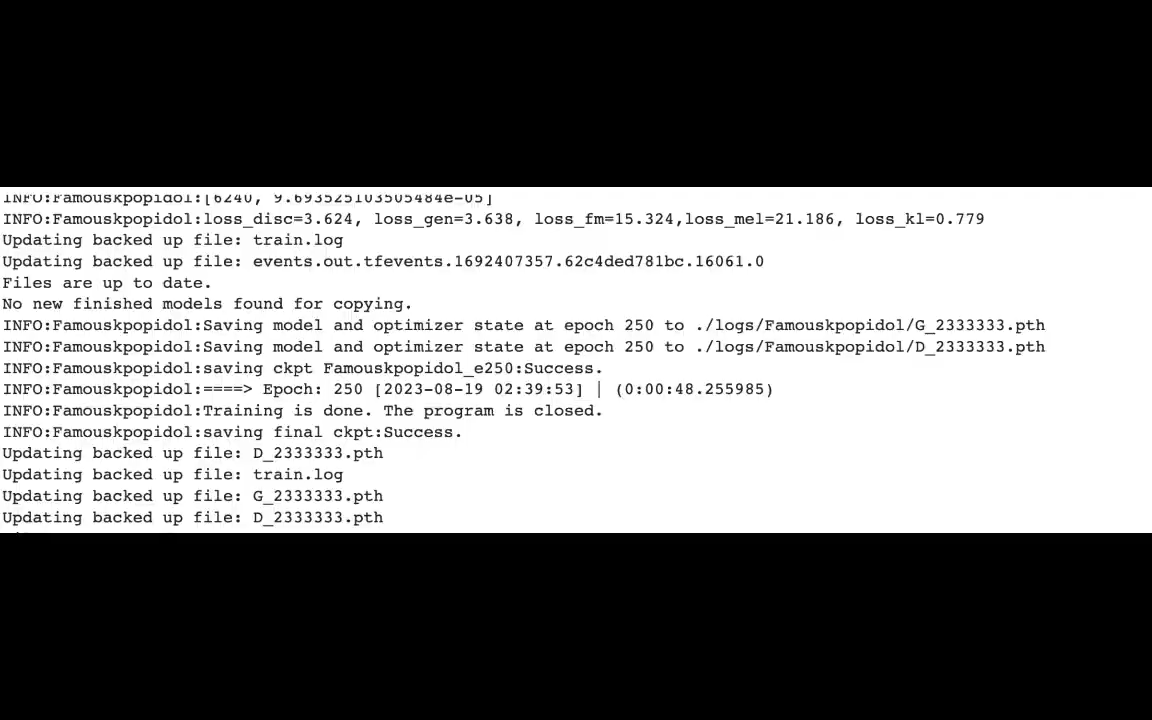 INFO:Famouskpopidol:[6240, 9.693525103505484e-05]
INFO:Famouskpopidol:loss_disc=3.624, loss_gen=3.638, loss_fm=15.324,loss_mel=21.186, loss_kl=0.779
Updating backed up file: train.log
Updating backed up file: events.out.tfevents.1692407357.62c4ded781bc.16061.0
Files are up to date.
No new finished models found for copying.
INFO:Famouskpopidol:Saving model and optimizer state at epoch 250 to ./logs/Famouskpopidol/G_2333333.pth
INFO:Famouskpopidol:Saving model and optimizer state at epoch 250 to ./logs/Famouskpopidol/D_2333333.pth
INFO:Famouskpopidol:saving ckpt Famouskpopidol_e250:Success.
INFO:Famouskpopidol:====> Epoch: 250 [2023-08-19 02:39:53] | (0:00:48.255985)
INFO:Famouskpopidol:Training is done. The program is closed.
INFO:Famouskpopidol:saving final ckpt:Success.
Updating backed up file: D_2333333.pth
Updating backed up file: train.log
Updating backed up file: G_2333333.pth
Updating backed up file: D_2333333.pth